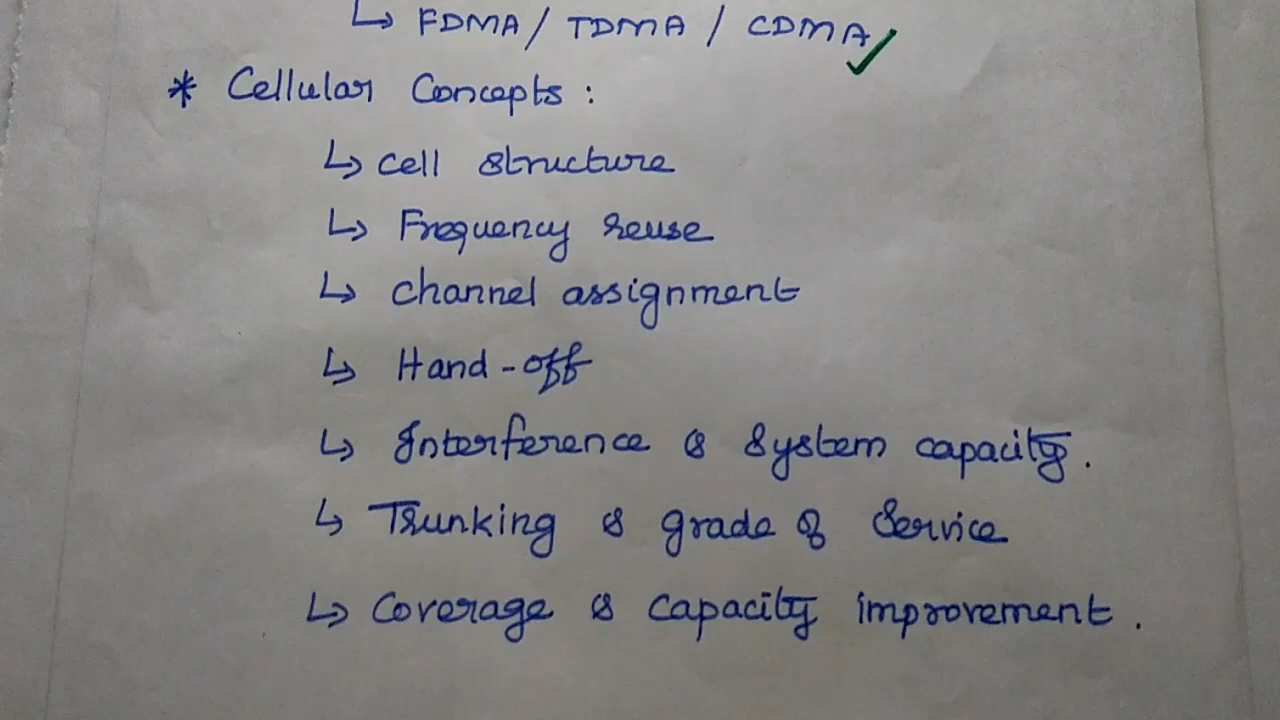 ↳ FDMA / TDMA / CDMA ✓
* Cellular Concepts :
↳ Cell structure
↳ Frequency reuse
↳ Channel assignment
↳ Hand-off
↳ Interference & System capacity.
↳ Trunking & grade of Service
↳ Coverage & capacity improvement.